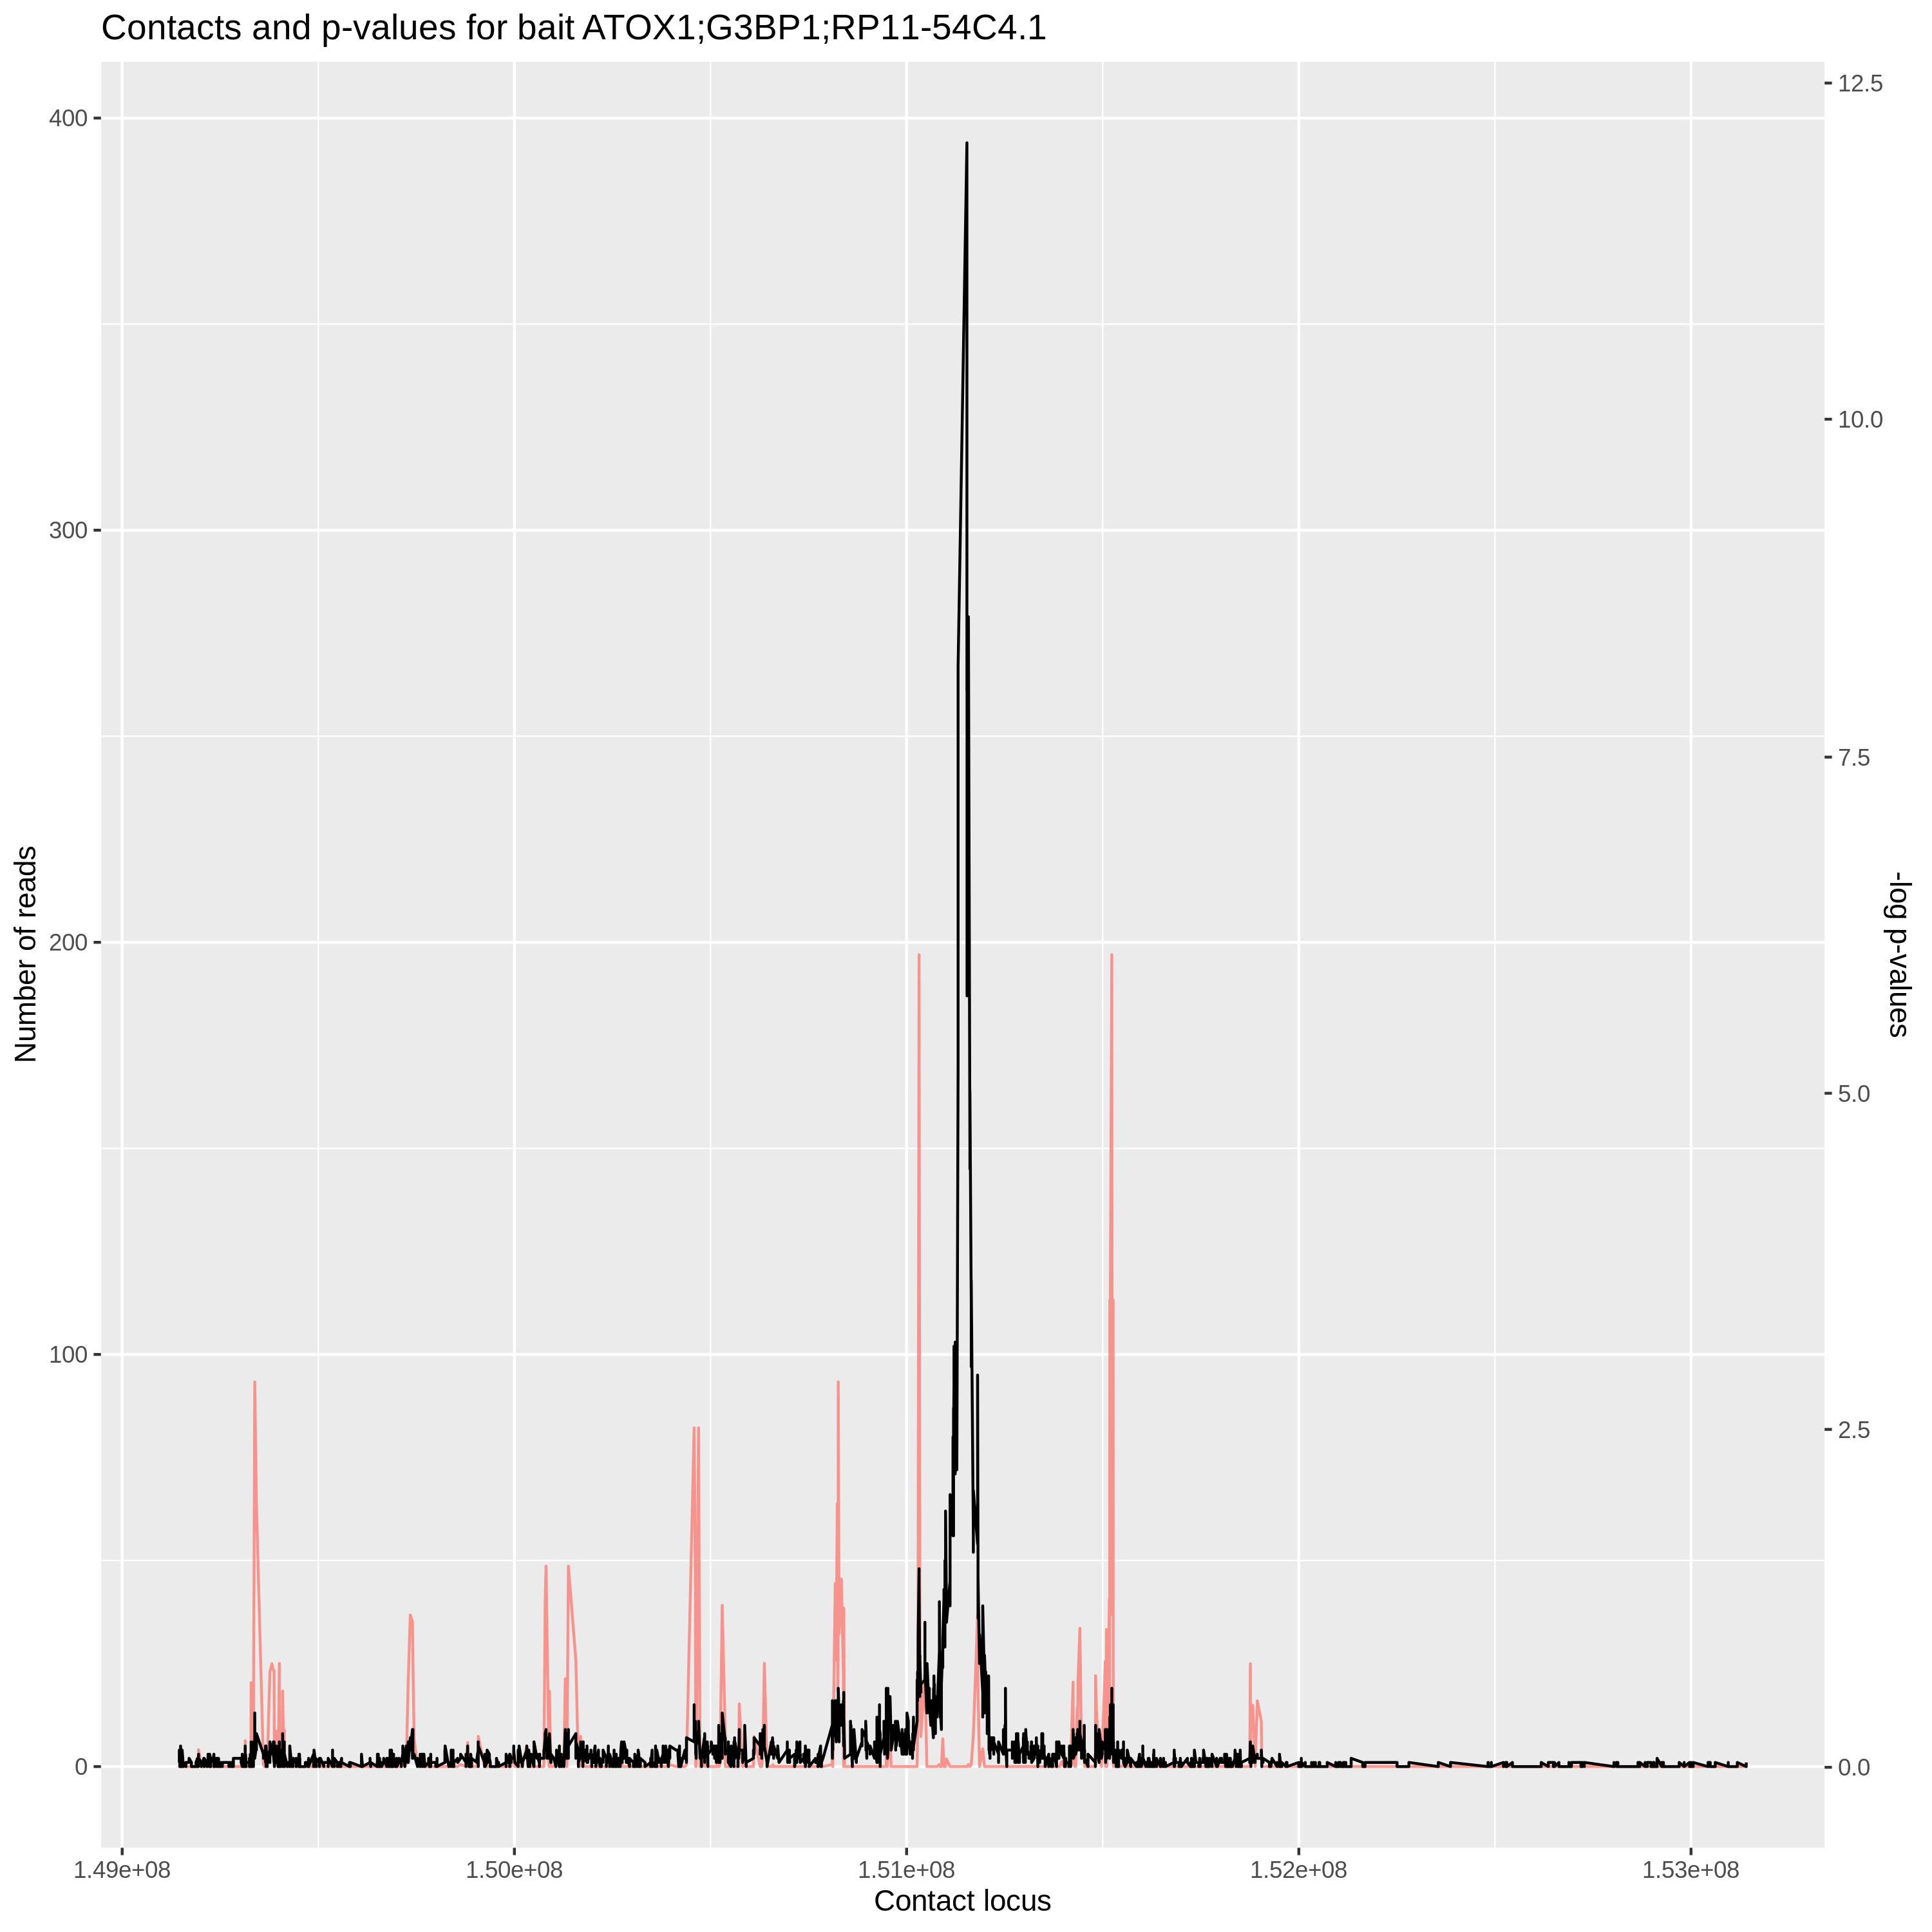 Contacts and p-values for bait ATOX1;G3BP1;RP11-54C4.1
400
300
200
100
0
Number of reads
12.5
10.0
7.5
5.0
2.5
0.0
-log p-values
1.49e+08
1.50e+08
1.51e+08
1.52e+08
1.53e+08
Contact locus